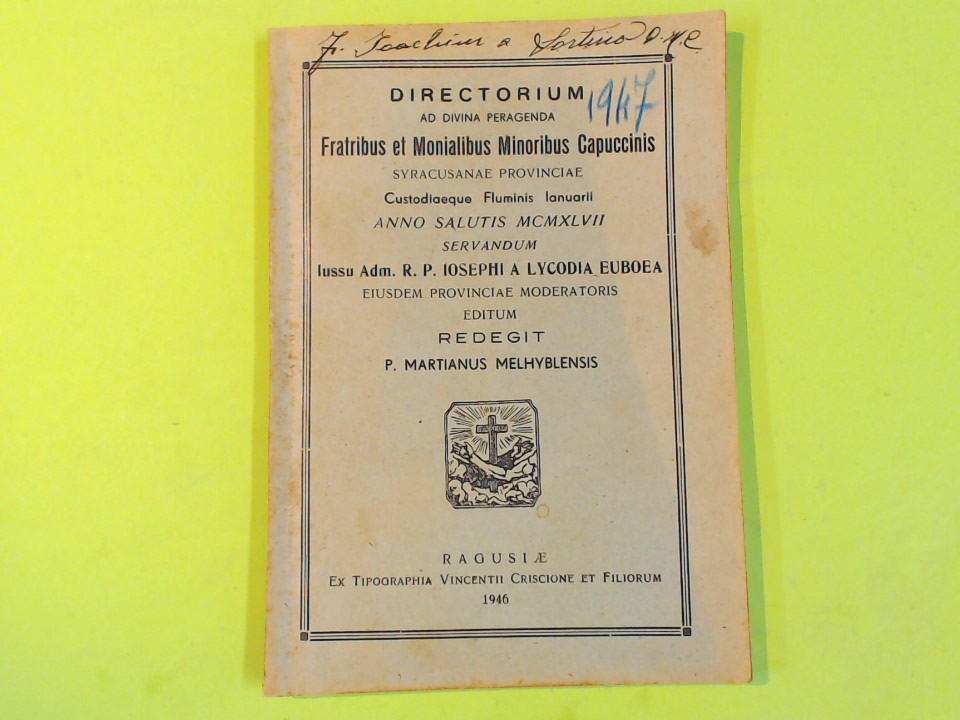 Fr. Joachim a Sortino O.M.C.
DIRECTORIUM
1947
AD DIVINA PERAGENDA
Fratribus et Monialibus Minoribus Capuccinis
SYRACUSANAE PROVINCIAE
Custodiaeque Fluminis Ianuarii
ANNO SALUTIS MCMXLVII
SERVANDUM
Iussu Adm. R. P. IOSEPHI A LYCODIA EUBOEA
EIUSDEM PROVINCIAE MODERATORIS
EDITUM
REDEGIT
P. MARTIANUS MELHYBLENSIS
RAGUSIÆ
EX TIPOGRAPHIA VINCENTII CRISCIONE ET FILIORUM
1946